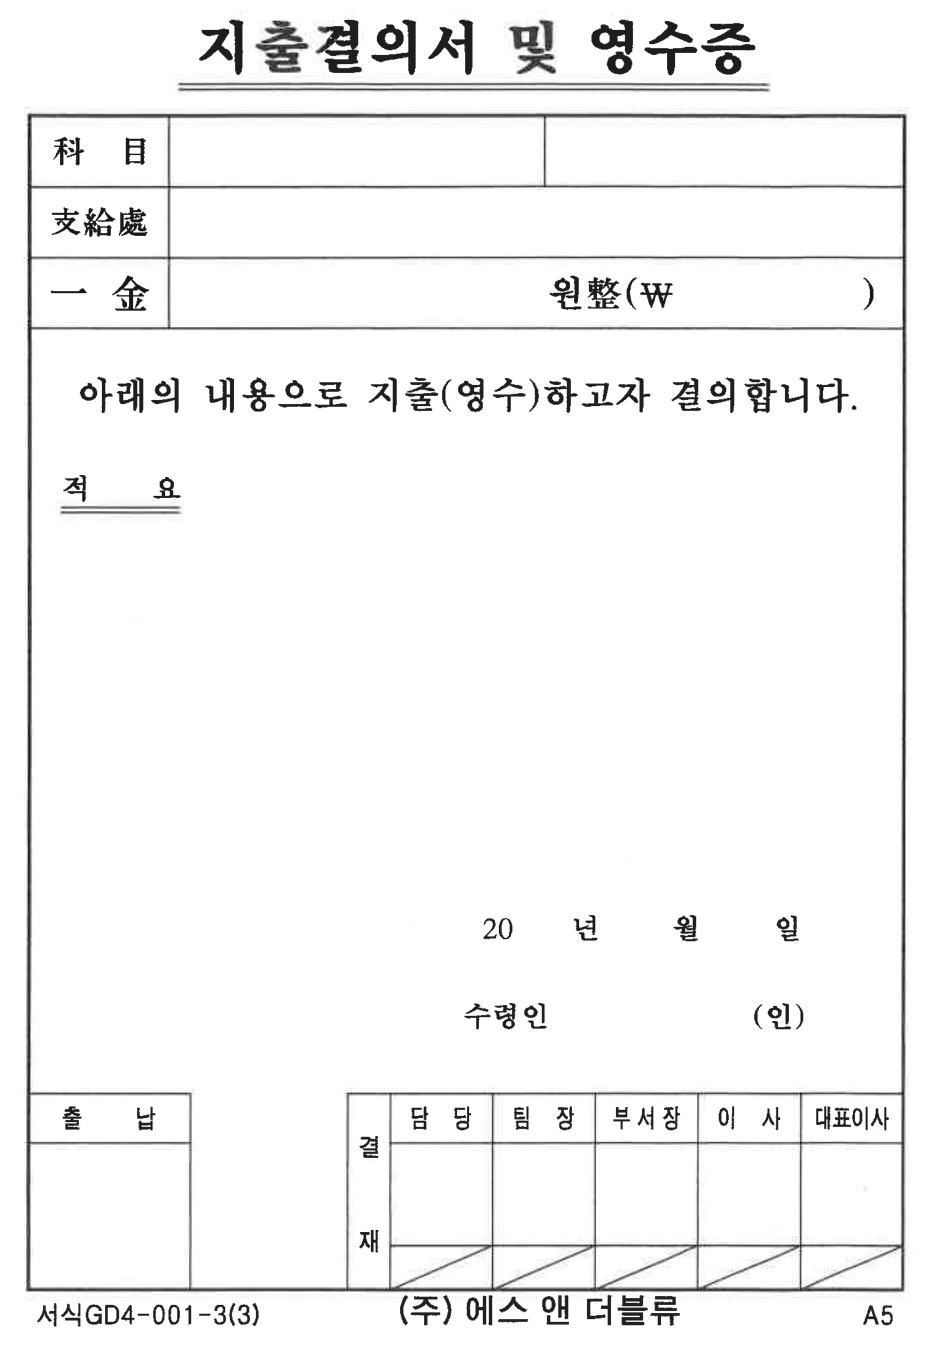 지출결의서 및 영수증
科 目
支給處
一 金 원整(₩ )
아래의 내용으로 지출(영수)하고자 결의합니다.
적 요
20 년 월 일
수령인 (인)
출 납
결 재
담 당 팀 장 부서장 이 사 대표이사
서식GD4-001-3(3) (주) 에스 앤 더블류 A5